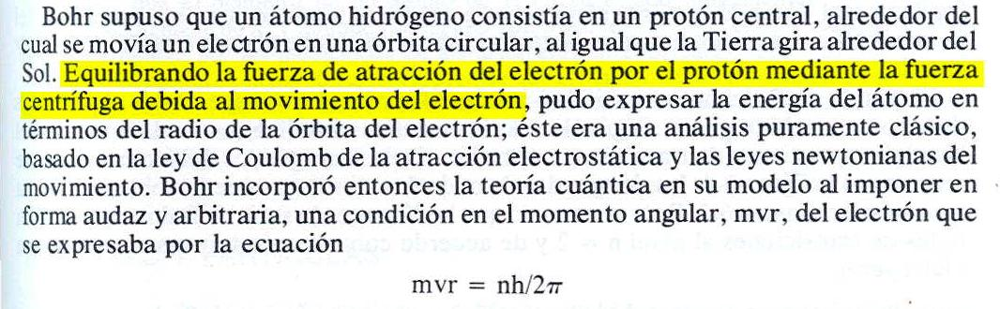 Bohr supuso que un átomo hidrógeno consistía en un protón central, alrededor del
cual se movía un electrón en una órbita circular, al igual que la Tierra gira alrededor del
Sol. Equilibrando la fuerza de atracción del electrón por el protón mediante la fuerza
centrífuga debida al movimiento del electrón, pudo expresar la energía del átomo en
términos del radio de la órbita del electrón; éste era una análisis puramente clásico,
basado en la ley de Coulomb de la atracción electrostática y las leyes newtonianas del
movimiento. Bohr incorporó entonces la teoría cuántica en su modelo al imponer en
forma audaz y arbitraria, una condición en el momento angular, mvr, del electrón que
se expresaba por la ecuación
mvr = nh/2π